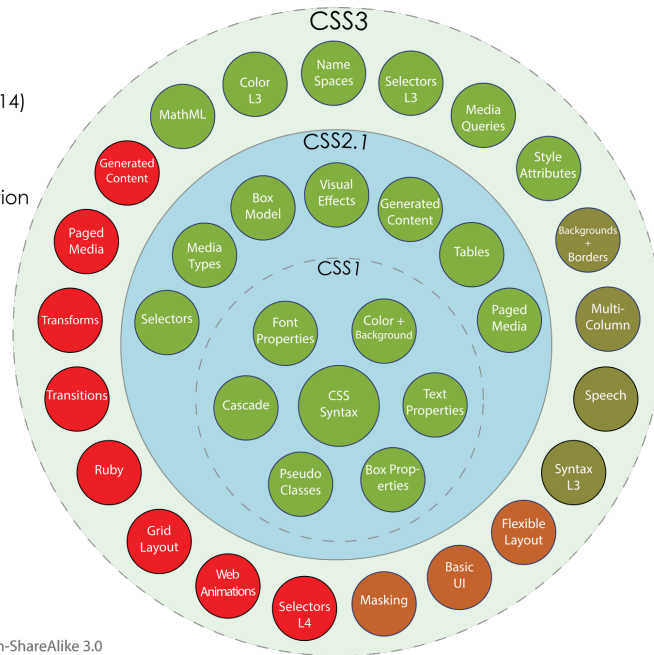 CSS3
14)
tion
n-ShareAlike 3.0
Name
Spaces
Color
L3
Selectors
L3
MathML
Media
Queries
Style
Attributes
Generated
Content
Backgrounds
+
Borders
Paged
Media
Multi-
Column
Transforms
Speech
Transitions
Syntax
L3
Ruby
Flexible
Layout
Grid
Layout
Basic
UI
Web
Animations
Masking
Selectors
L4
CSS2.1
Visual
Effects
Box
Model
Generated
Content
Media
Types
Tables
Selectors
Paged
Media
CSS1
Font
Properties
Color +
Background
Cascade
CSS
Syntax
Text
Properties
Pseudo
Classes
Box Prop-
erties